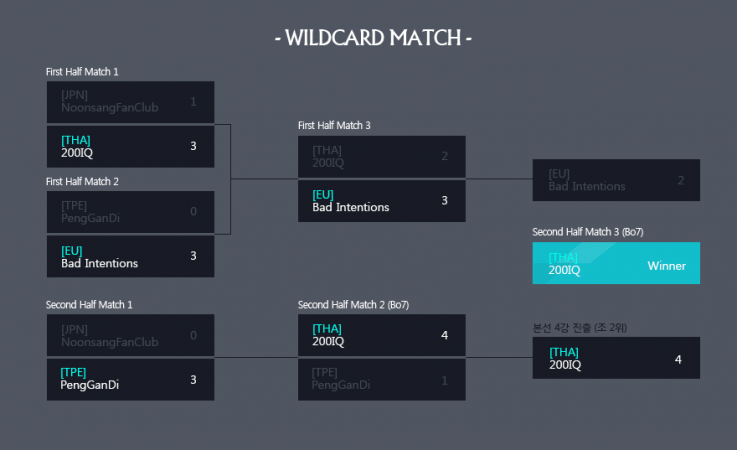 - WILDCARD MATCH -
First Half Match 1
[JPN]
NoonsangFanClub 1
[THA]
200IQ 3
First Half Match 2
[TPE]
PengGanDi 0
[EU]
Bad Intentions 3
First Half Match 3
[THA]
200IQ 2
[EU]
Bad Intentions 3
[EU]
Bad Intentions 2
Second Half Match 3 (Bo7)
[THA]
200IQ Winner
Second Half Match 1
[JPN]
NoonsangFanClub 0
[TPE]
PengGanDi 3
Second Half Match 2 (Bo7)
[THA]
200IQ 4
[TPE]
PengGanDi 1
본선 4강 진출 (조 2위)
[THA]
200IQ 4